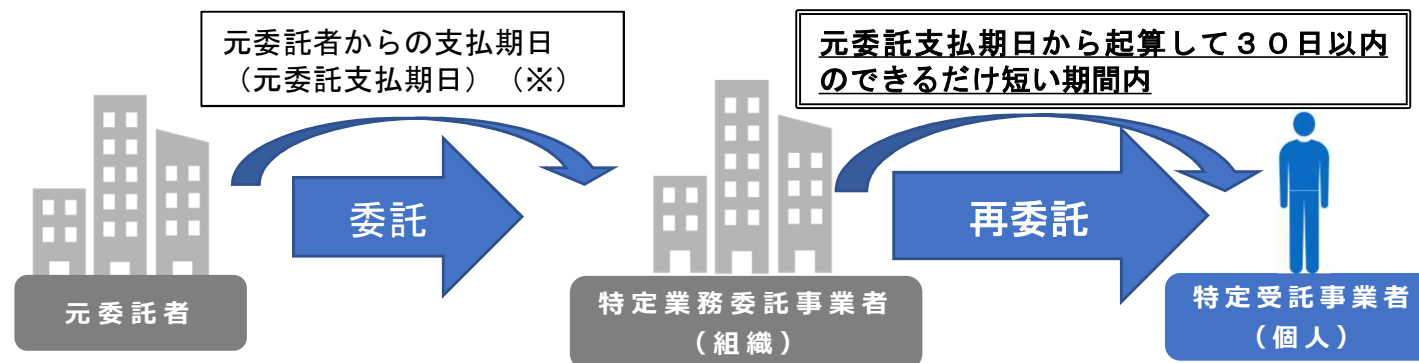 元委託者からの支払期日
（元委託支払期日）（※）
元委託支払期日から起算して３０日以内
のできるだけ短い期間内
委託
再委託
元委託者
特定業務委託事業者
（組織）
特定受託事業者
（個人）